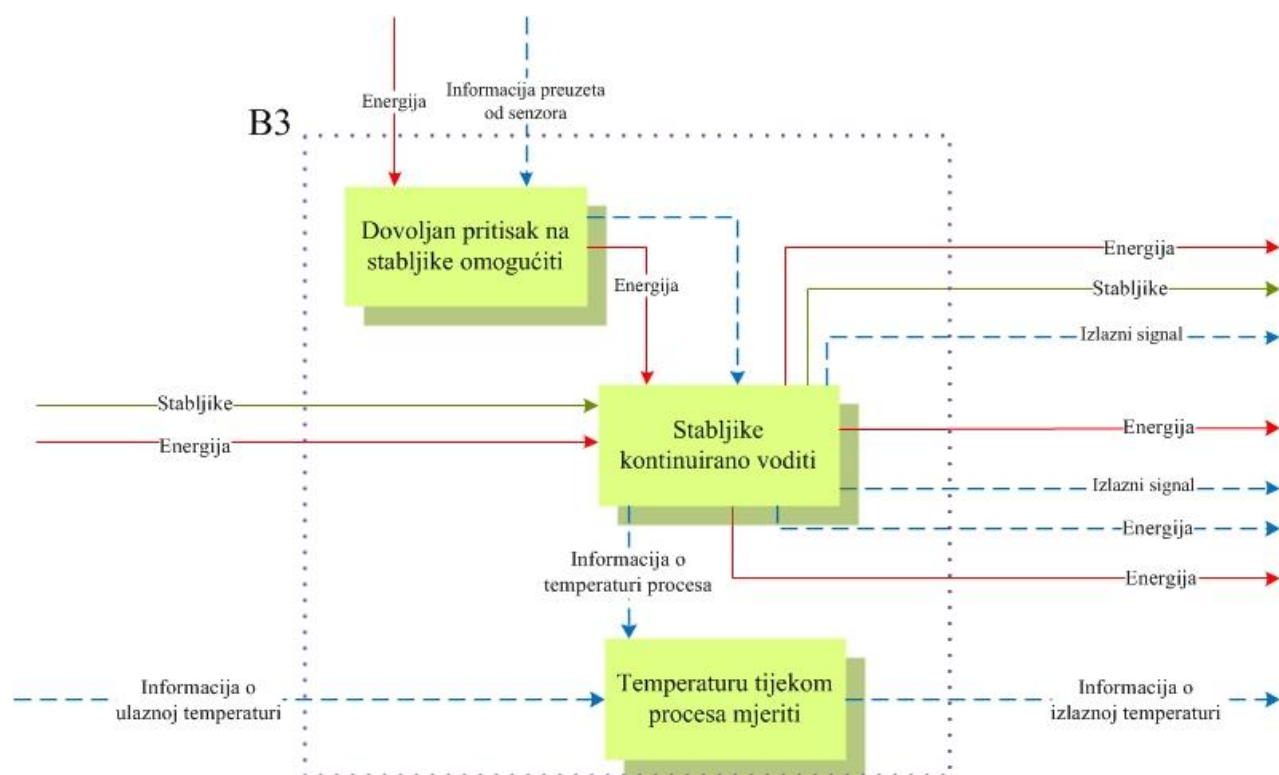 Energija
Informacija preuzeta
od senzora
B3
Dovoljan pritisak na
stabljike omogućiti
Energija
Energija
Stabljike
Izlazni signal
Stabljike
Energija
Stabljike
kontinuirano voditi
Energija
Izlazni signal
Energija
Energija
Informacija o
temperaturi procesa
Informacija o
ulaznoj temperaturi
Temperaturu tijekom
procesa mjeriti
Informacija o
izlaznoj temperaturi